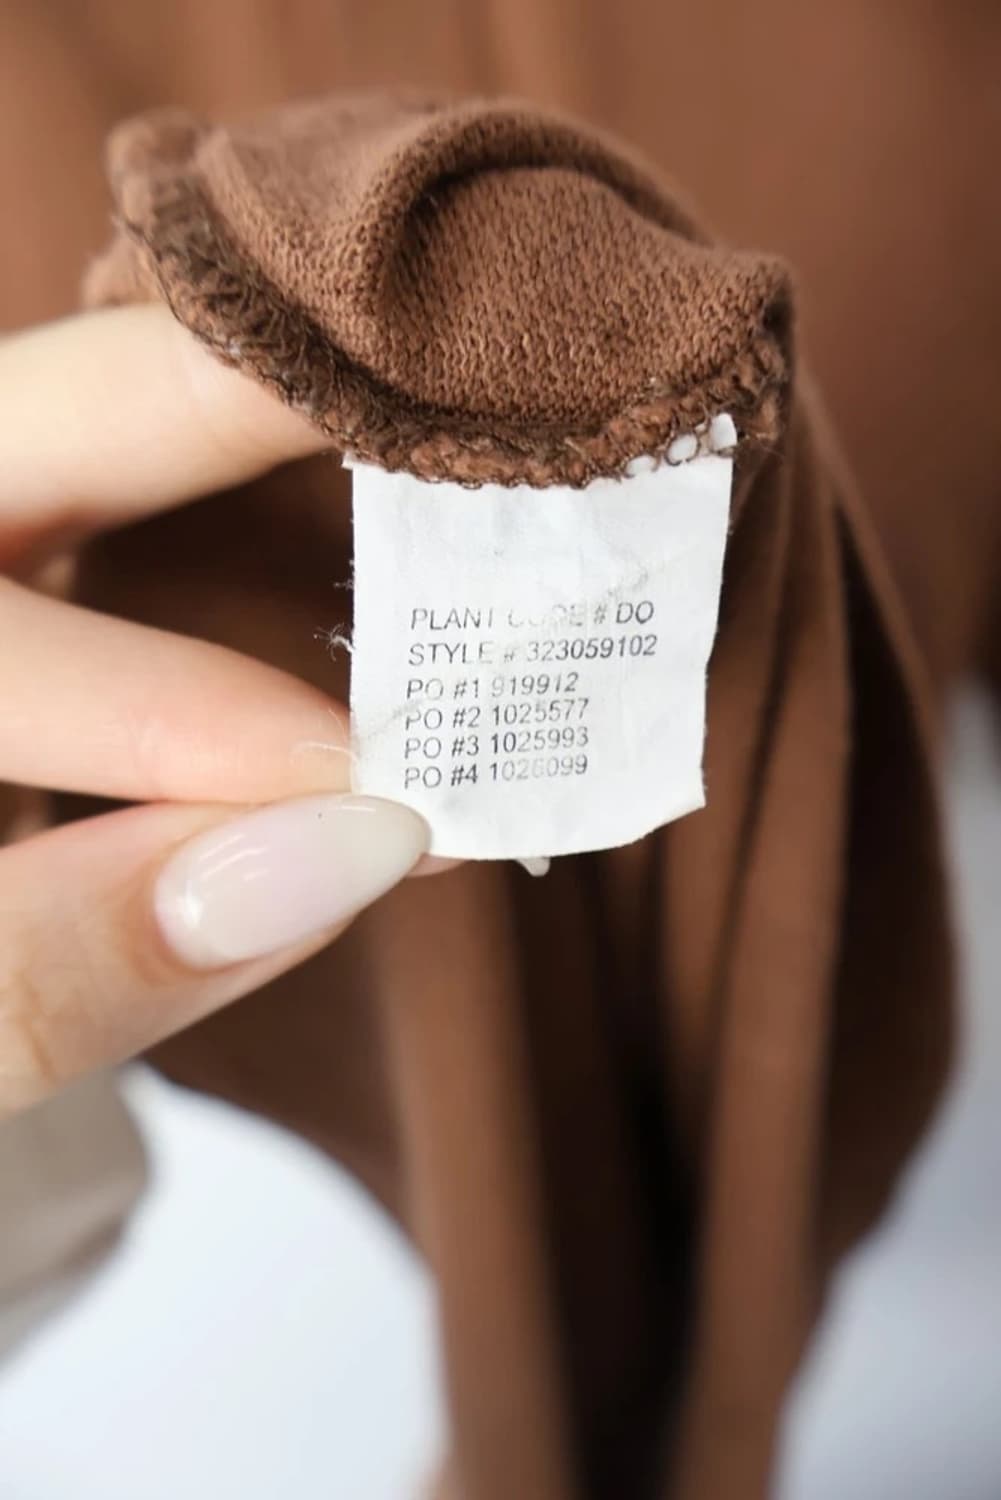 PLANT CODE # DO
STYLE # 323059102
PO #1 919912
PO #2 1025577
PO #3 1025993
PO #4 1026099